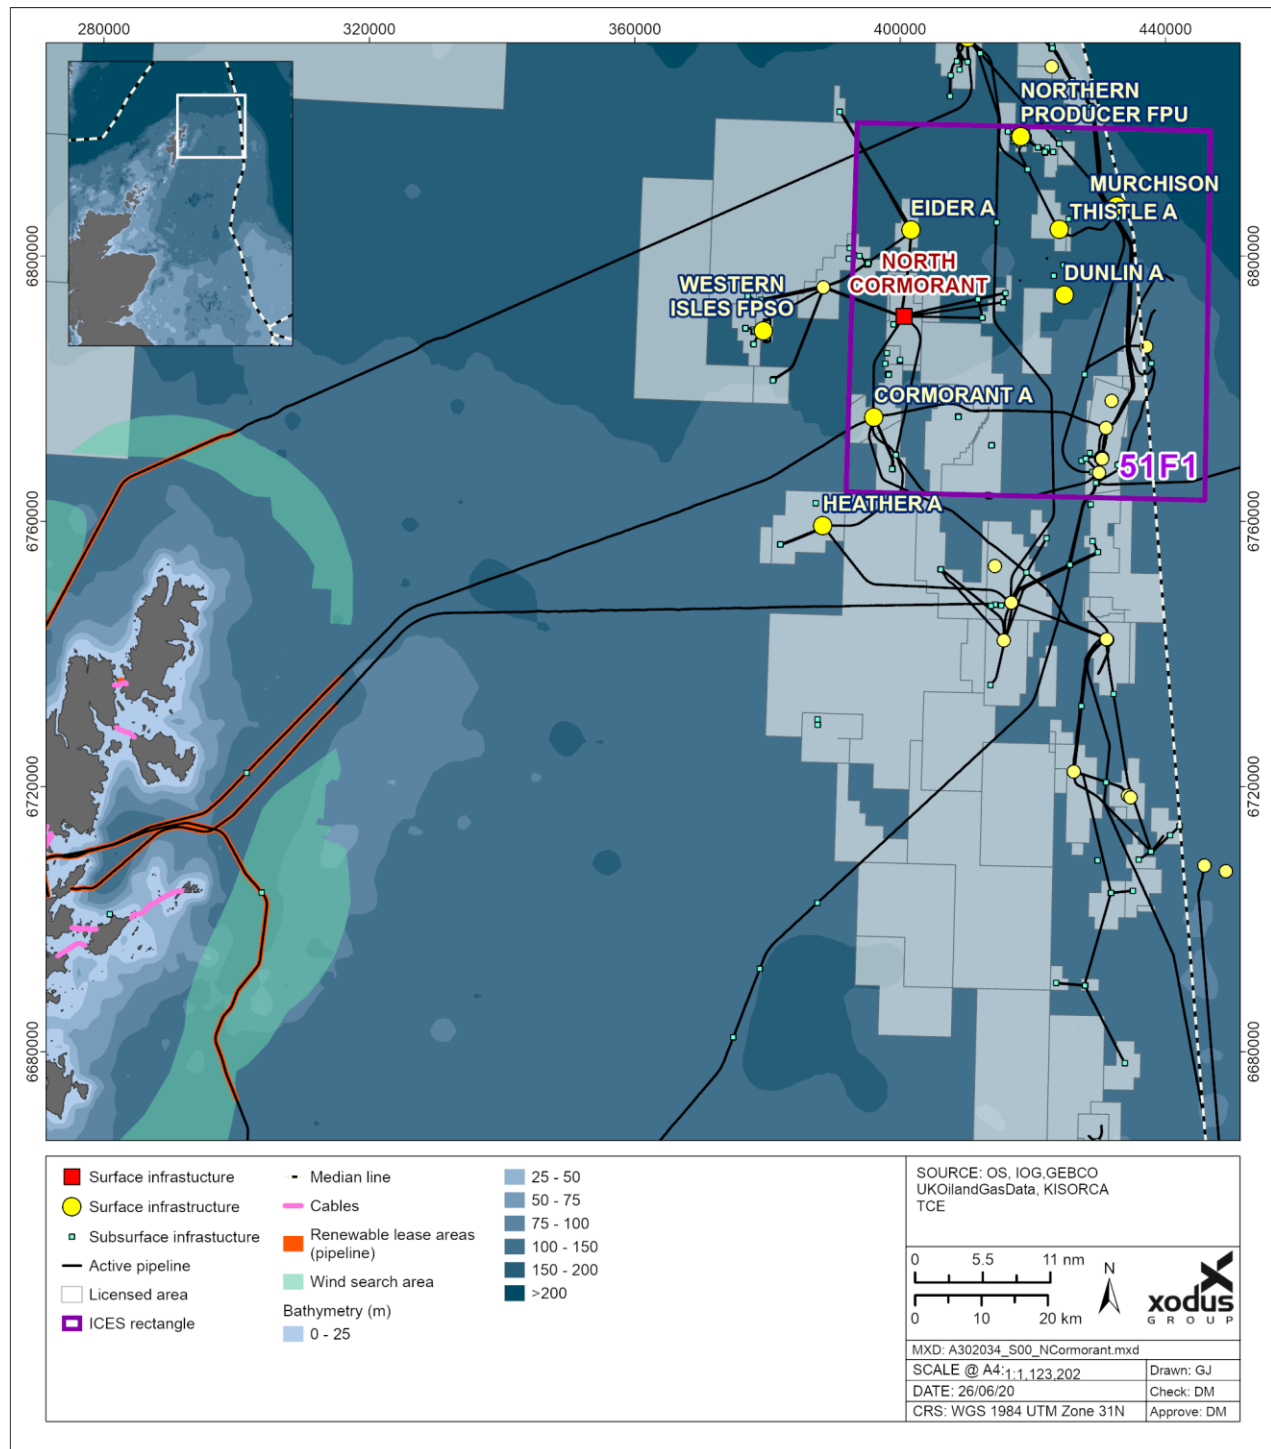 280000
320000
360000
400000
440000
NORTHERN
PRODUCER FPU
MURCHISON
EIDER A
THISTLE A
6800000
6800000
NORTH
CORMORANT
DUNLIN A
WESTERN
ISLES FPSO
CORMORANT A
51F1
HEATHER A
6760000
6760000
6720000
6720000
6680000
6680000
Surface infrastucture
Surface infrastructure
Subsurface infrastucture
Active pipeline
Licensed area
ICES rectangle
Median line
Cables
Renewable lease areas
(pipeline)
Wind search area
Bathymetry (m)
0 - 25
25 - 50
50 - 75
75 - 100
100 - 150
150 - 200
>200
SOURCE: OS, IOG,GEBCO
UKOilandGasData, KISORCA
TCE
0 5.5 11 nm
0 10 20 km
N
xodus
GROUP
MXD: A302034_S00_NCormorant.mxd
SCALE @ A4:1:1,123,202
Drawn: GJ
DATE: 26/06/20
Check: DM
CRS: WGS 1984 UTM Zone 31N
Approve: DM